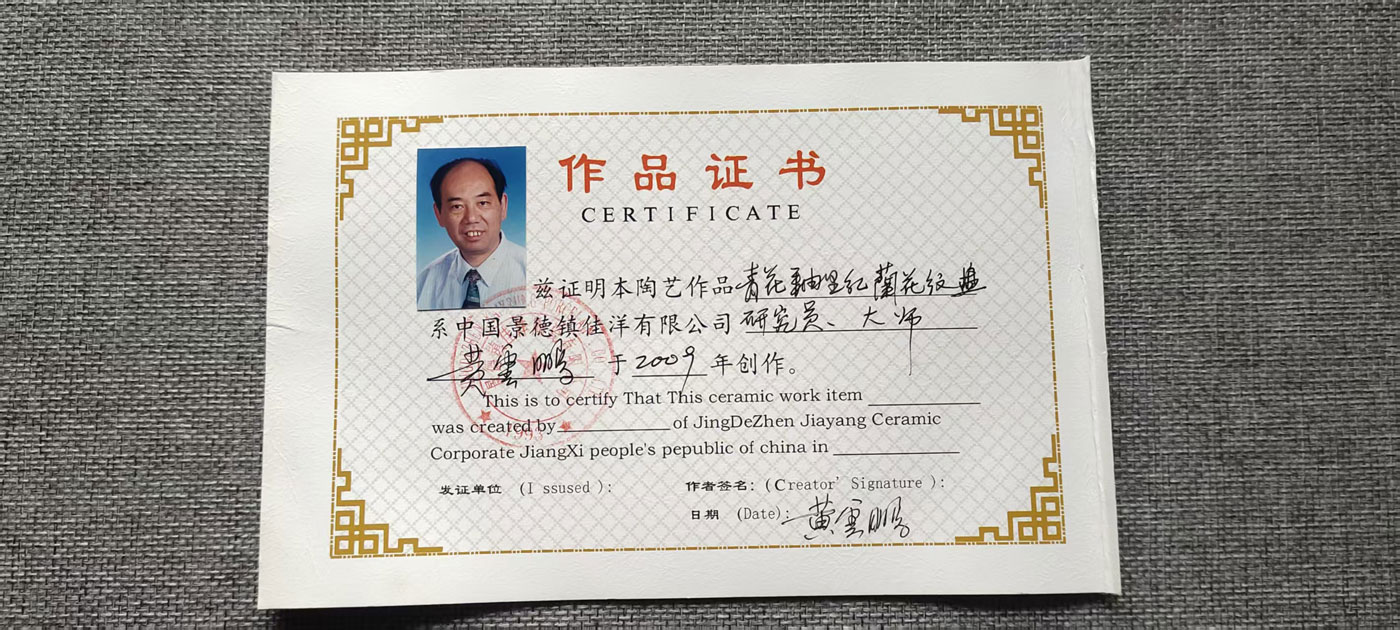 作品证书
CERTIFICATE
兹证明本陶艺作品青花釉里红蘭花纹
系中国景德镇佳洋有限公司研究员、大师
黄雲鹏于2009年创作。
This is to certify That This ceramic work item
was created by of JingDeZhen Jiayang Ceramic
Corporate JiangXi people's pepublic of china in
发证单位 (I ssused ): 作者签名：(Creator' Signature ):
日期 (Date): 黄雲鹏
1993